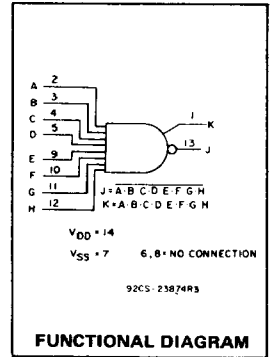 A 2
B 3
C 4
D 5
E 9
F 10
G 11
H 12
1 K
13 J
J=A·B·C·D·E·F·G·H
K=A·B·C·D·E·F·G·H
VDD = 14
VSS = 7
6,8= NO CONNECTION
92CS-23874R3
FUNCTIONAL DIAGRAM